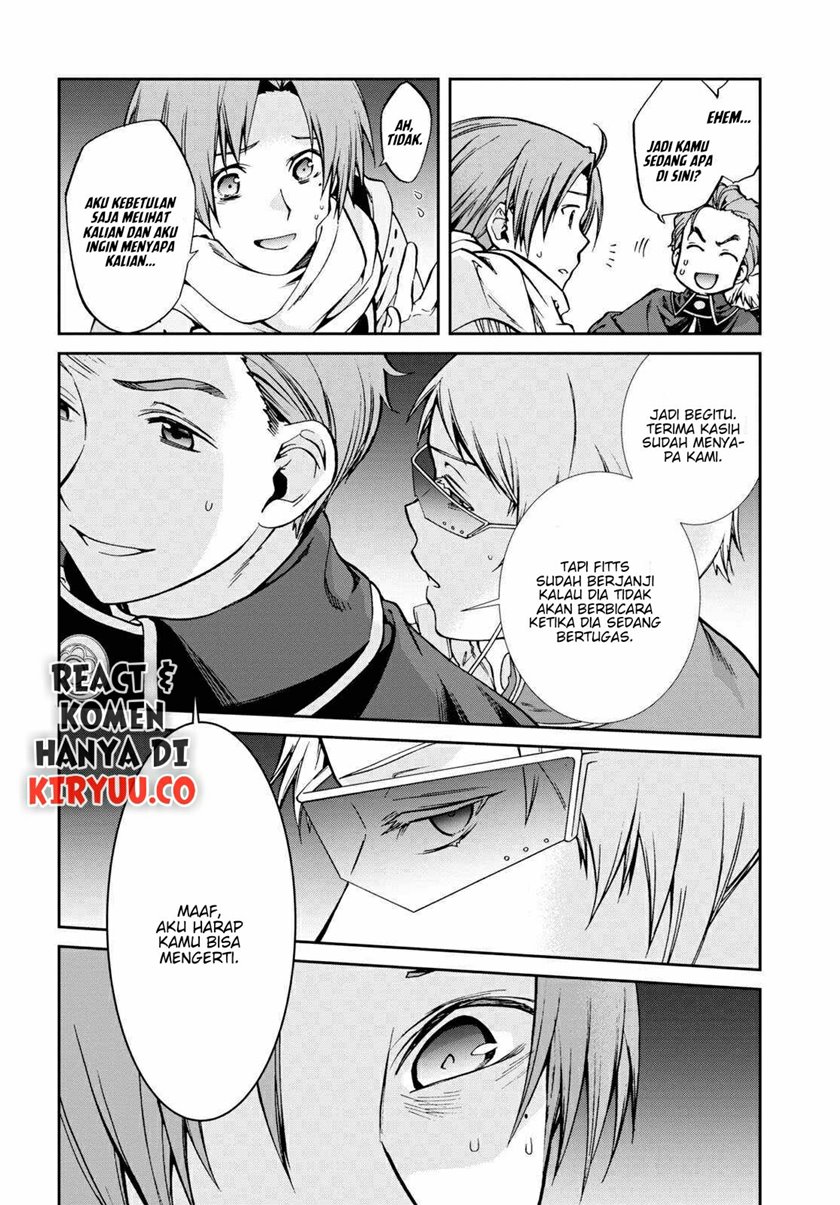 EHEM...
JADI KAMU
SEDANG APA
DI SINI?
AH,
TIDAK.
AKU KEBETULAN
SAJA MELIHAT
KALIAN DAN AKU
INGIN MENYAPA
KALIAN...
JADI BEGITU.
TERIMA KASIH
SUDAH MENYA-
PA KAMI.
TAPI FITTS
SUDAH BERJANJI
KALAU DIA TIDAK
AKAN BERBICARA
KETIKA DIA SEDANG
BERTUGAS.
REACT &
KOMEN
HANYA DI
KIRYUU.CO
MAAF,
AKU HARAP
KAMU BISA
MENGERTI.